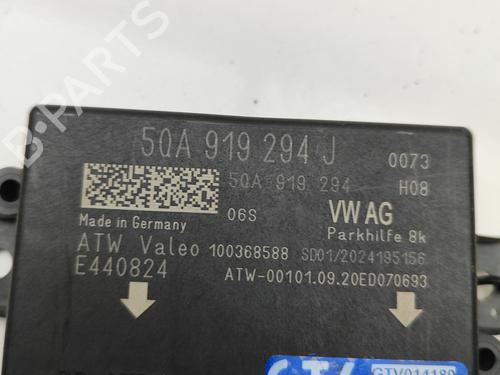 5QA 919 294 J
0073
5QA 919 294
H08
06S
VW AG
Made in Germany
Parkhilfe 8k
ATW Valeo 100368588 SD01/2024195156
E440824
ATW-00101.09.20ED070693
GTV014180